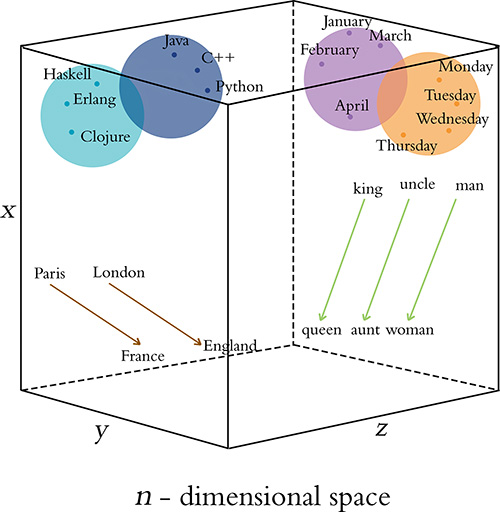 January
March
Java
February
C++
Monday
Haskell
Python
Tuesday
Erlang
April
Wednesday
Clojure
Thursday
king
uncle
man
x
Paris
London
queen
aunt
woman
France
England
y
z
n - dimensional space